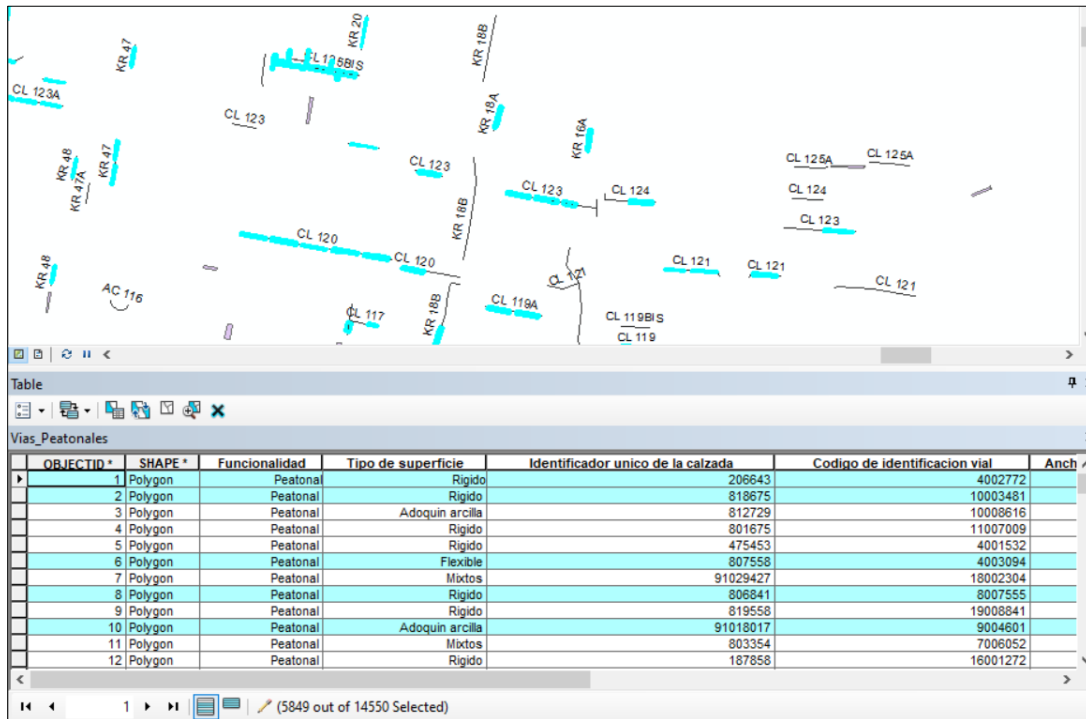 KR 20
KR 18B
KR 47
CL 126BIS
CL 123A
CL 123
KR 18A
KR 16A
KR 48
KR 47
KR 47A
CL 123
CL 125A
CL 125A
CL 123
CL 124
CL 124
CL 123
KR 18B
CL 120
CL 120
CL 121
CL 121
CL 121
CL 121
KR 48
AC 116
CL 117
KR 18B
CL 119A
CL 119BIS
CL 119
Table
Vias_Peatonales
OBJECTID * SHAPE * Funcionalidad Tipo de superficie Identificador unico de la calzada Codigo de identificacion vial Anch
1 Polygon Peatonal Rigido 206643 4002772
2 Polygon Peatonal Rigido 818675 10003481
3 Polygon Peatonal Adoquin arcilla 812729 10008616
4 Polygon Peatonal Rigido 801675 11007009
5 Polygon Peatonal Rigido 475453 4001532
6 Polygon Peatonal Flexible 807558 4003094
7 Polygon Peatonal Mixtos 91029427 18002304
8 Polygon Peatonal Rigido 806841 8007555
9 Polygon Peatonal Rigido 819558 19008841
10 Polygon Peatonal Adoquin arcilla 91018017 9004601
11 Polygon Peatonal Mixtos 803354 7006052
12 Polygon Peatonal Rigido 187858 16001272
1 (5849 out of 14550 Selected)